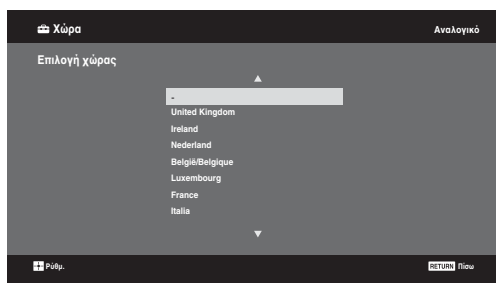 Χώρα
Αναλογικό
Επιλογή χώρας
-
United Kingdom
Ireland
Nederland
België/Belgique
Luxembourg
France
Italia
Ρύθμ.
RETURN Πίσω